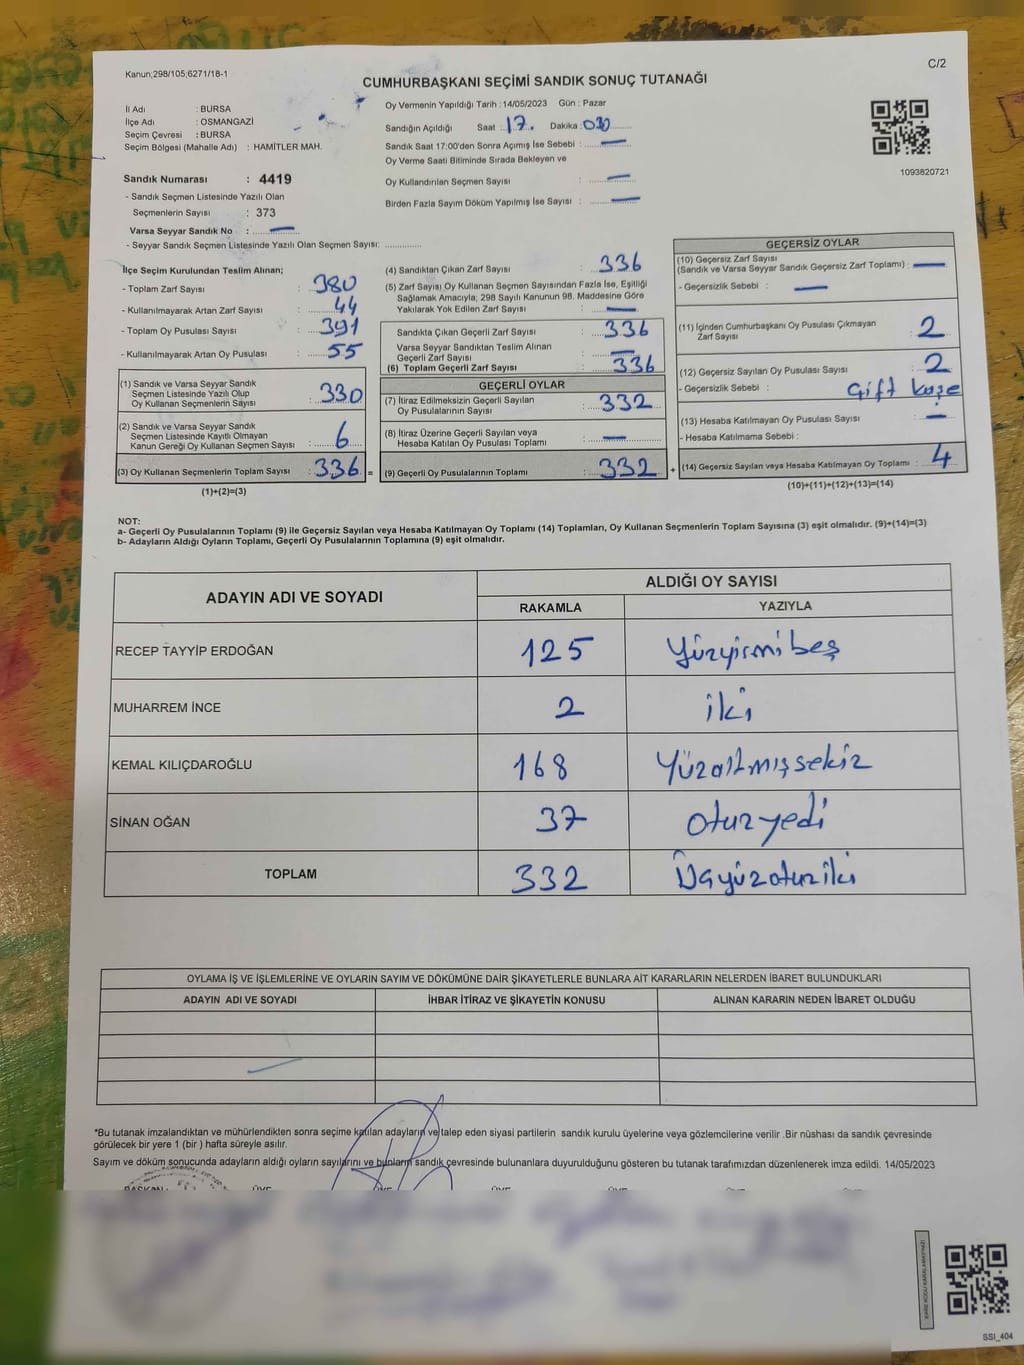 Kanun;298/105;6271/18-1
C/2
CUMHURBAŞKANI SEÇİMİ SANDIK SONUÇ TUTANAĞI
İl Adı : BURSA
İlçe Adı : OSMANGAZİ
Seçim Çevresi : BURSA
Seçim Bölgesi (Mahalle Adı) : HAMİTLER MAH.
Oy Vermenin Yapıldığı Tarih : 14/05/2023 Gün : Pazar
Sandığın Açıldığı Saat : 17. Dakika :
Sandık Saat 17:00'den Sonra Açımış İse Sebebi : —
Oy Verme Saati Bitiminde Sırada Bekleyen ve
Oy Kullandırılan Seçmen Sayısı : —
Birden Fazla Sayım Döküm Yapılmış İse Sayısı : —
1093820721
Sandık Numarası : 4419
- Sandık Seçmen Listesinde Yazılı Olan
Seçmenlerin Sayısı : 373
Varsa Seyyar Sandık No : —
- Seyyar Sandık Seçmen Listesinde Yazılı Olan Seçmen Sayısı: ..............
İlçe Seçim Kurulundan Teslim Alınan;
- Toplam Zarf Sayısı : 380
- Kullanılmayarak Artan Zarf Sayısı : 44
- Toplam Oy Pusulası Sayısı : 391
- Kullanılmayarak Artan Oy Pusulası : 55
(1) Sandık ve Varsa Seyyar Sandık
Seçmen Listesinde Yazılı Olup
Oy Kullanan Seçmenlerin Sayısı : 330
(2) Sandık ve Varsa Seyyar Sandık
Seçmen Listesinde Kayıtlı Olmayan
Kanun Gereği Oy Kullanan Seçmen Sayısı : 6
(3) Oy Kullanan Seçmenlerin Toplam Sayısı : 336 =
(1)+(2)=(3)
(4) Sandıktan Çıkan Zarf Sayısı : 336
(5) Zarf Sayısı Oy Kullanan Seçmen Sayısından Fazla İse, Eşitliği
Sağlamak Amacıyla; 298 Sayılı Kanunun 98. Maddesine Göre
Yakılarak Yok Edilen Zarf Sayısı : —
Sandıkta Çıkan Geçerli Zarf Sayısı : 336
Varsa Seyyar Sandıktan Teslim Alınan
Geçerli Zarf Sayısı : —
(6) Toplam Geçerli Zarf Sayısı : 336
GEÇERLİ OYLAR
(7) İtiraz Edilmeksizin Geçerli Sayılan
Oy Pusulalarının Sayısı : 332
(8) İtiraz Üzerine Geçerli Sayılan veya
Hesaba Katılan Oy Pusulası Toplamı : —
(9) Geçerli Oy Pusulalarının Toplamı : 332 +
GEÇERSİZ OYLAR
(10) Geçersiz Zarf Sayısı
(Sandık ve Varsa Seyyar Sandık Geçersiz Zarf Toplamı) : —
- Geçersizlik Sebebi : —
(11) İçinden Cumhurbaşkanı Oy Pusulası Çıkmayan
Zarf Sayısı : 2
(12) Geçersiz Sayılan Oy Pusulası Sayısı : 2
- Geçersizlik Sebebi : Çift kaşe
(13) Hesaba Katılmayan Oy Pusulası Sayısı : —
- Hesaba Katılmama Sebebi :
(14) Geçersiz Sayılan veya Hesaba Katılmayan Oy Toplamı : 4
(10)+(11)+(12)+(13)=(14)
NOT:
a- Geçerli Oy Pusulalarının Toplamı (9) ile Geçersiz Sayılan veya Hesaba Katılmayan Oy Toplamı (14) Toplamları, Oy Kullanan Seçmenlerin Toplam Sayısına (3) eşit olmalıdır. (9)+(14)=(3)
b- Adayların Aldığı Oyların Toplamı, Geçerli Oy Pusulalarının Toplamına (9) eşit olmalıdır.
ADAYIN ADI VE SOYADI
ALDIĞI OY SAYISI
RAKAMLA YAZIYLA
RECEP TAYYİP ERDOĞAN 125 Yüzyirmibeş
MUHARREM İNCE 2 iki
KEMAL KILIÇDAROĞLU 168 Yüzaltmışsekiz
SİNAN OĞAN 37 otuzyedi
TOPLAM 332 Üçyüzotuziki
OYLAMA İŞ VE İŞLEMLERİNE VE OYLARIN SAYIM VE DÖKÜMÜNE DAİR ŞİKAYETLERLE BUNLARA AİT KARARLARIN NELERDEN İBARET BULUNDUKLARI
ADAYIN ADI VE SOYADI İHBAR İTİRAZ VE ŞİKAYETİN KONUSU ALINAN KARARIN NEDEN İBARET OLDUĞU
*Bu tutanak imzalandıktan ve mühürlendikten sonra seçime katılan adayların ve talep eden siyasi partilerin sandık kurulu üyelerine veya gözlemcilerine verilir .Bir nüshası da sandık çevresinde
görülecek bir yere 1 (bir ) hafta süreyle asılır.
Sayım ve döküm sonucunda adayların aldığı oyların sayılarını ve bunların sandık çevresinde bulunanlara duyurulduğunu gösteren bu tutanak tarafımızdan düzenlenerek imza edildi. 14/05/2023
BAŞKAN ÜYE ÜYE ÜYE ÜYE ÜYE
SSI_404